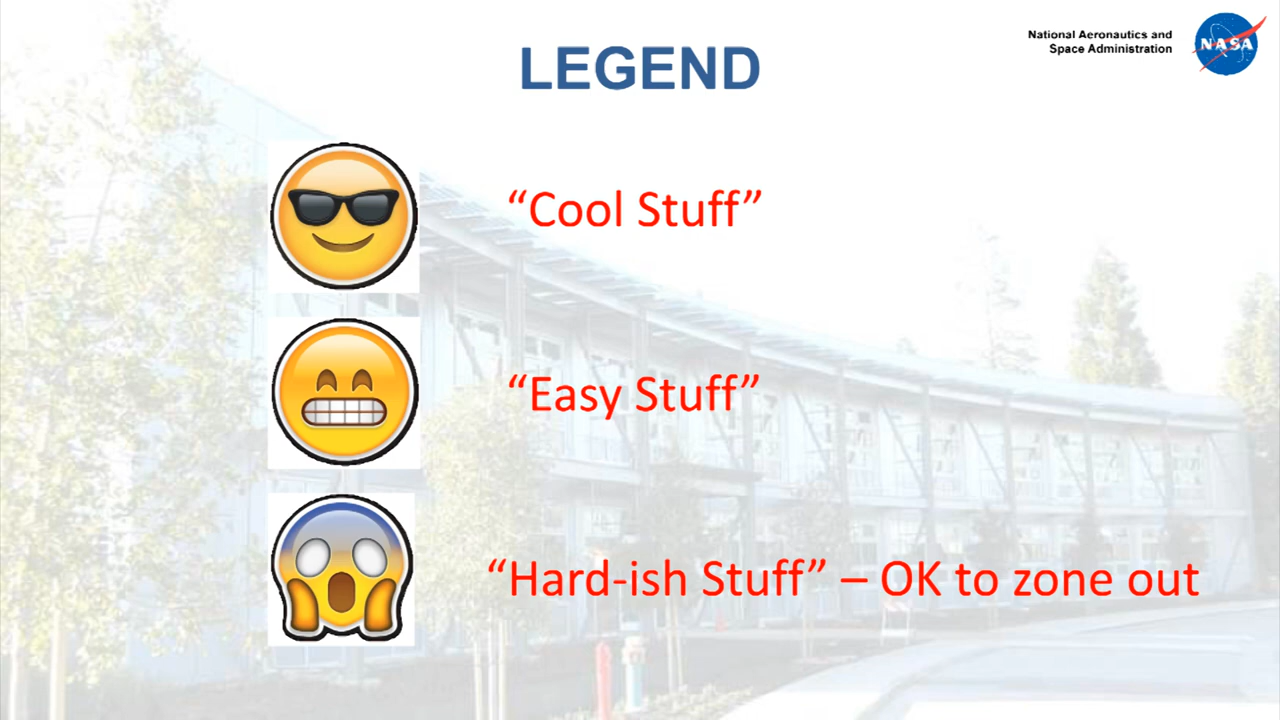 National Aeronautics and
Space Administration
NASA
LEGEND
“Cool Stuff”
“Easy Stuff”
“Hard-ish Stuff” – OK to zone out